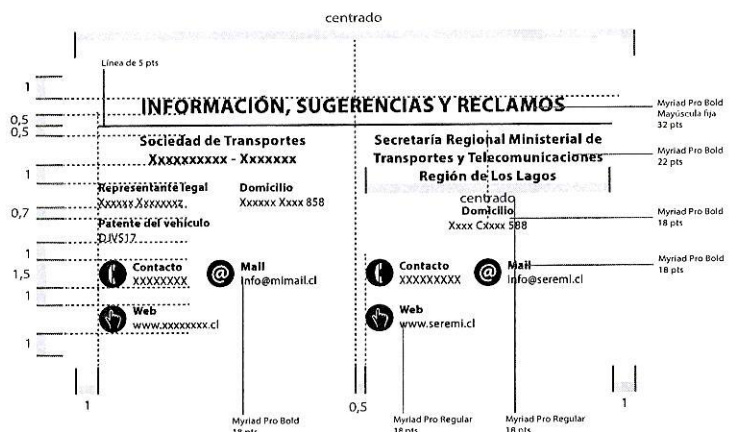 centrado
Línea de 5 pts
1
0,5
0,5
1
0,7
1
1,5
1
1
INFORMACIÓN, SUGERENCIAS Y RECLAMOS
Myriad Pro Bold
Mayúscula fija
32 pts
Sociedad de Transportes
Xxxxxxxxxx - Xxxxxxx
Secretaría Regional Ministerial de
Transportes y Telecomunicaciones
Región de Los Lagos
Myriad Pro Bold
22 pts
Representante legal
Xxxxxx Xxxxxxxz
Domicilio
Xxxxxx Xxxx 858
Patente del vehículo
DJVS17
centrado
Domicilio
Xxxx Cxxxx 588
Myriad Pro Bold
18 pts
Contacto
XXXXXXXX
Mail
info@mimail.cl
Web
www.xxxxxxxx.cl
Contacto
XXXXXXXXX
Mail
info@seremi.cl
Web
www.seremi.cl
Myriad Pro Bold
18 pts
1
0,5
1
Myriad Pro Bold
18 pts
Myriad Pro Regular
18 pts
Myriad Pro Regular
18 pts